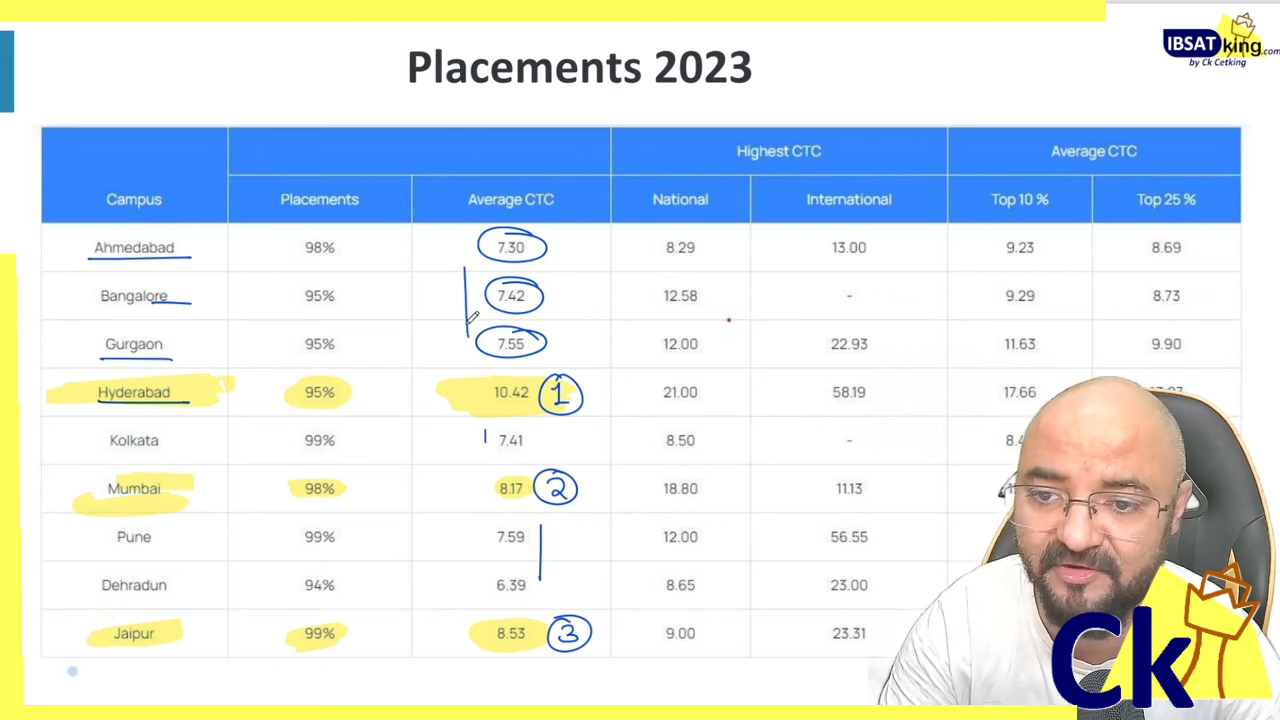 Placements 2023
IBSATking.com
by Ck Cetking
Highest CTC Average CTC
Campus Placements Average CTC National International Top 10 % Top 25 %
Ahmedabad 98% 7.30 8.29 13.00 9.23 8.69
Bangalore 95% 7.42 12.58 - 9.29 8.73
Gurgaon 95% 7.55 12.00 22.93 11.63 9.90
Hyderabad 95% 10.42 1 21.00 58.19 17.66
Kolkata 99% 7.41 8.50 -
Mumbai 98% 8.17 2 18.80 11.13
Pune 99% 7.59 12.00 56.55
Dehradun 94% 6.39 8.65 23.00
Jaipur 99% 8.53 3 9.00 23.31
Ck